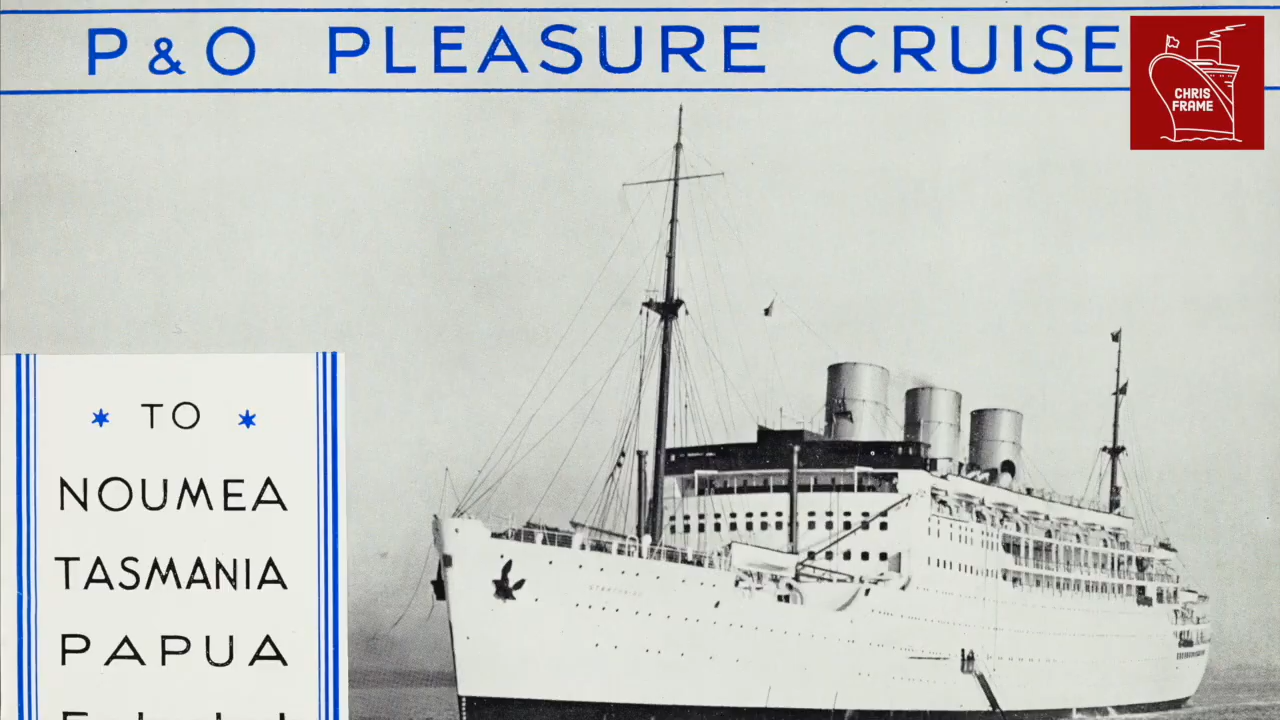 P&O PLEASURE CRUISE
CHRIS
FRAME
TO
NOUMEA
TASMANIA
PAPUA